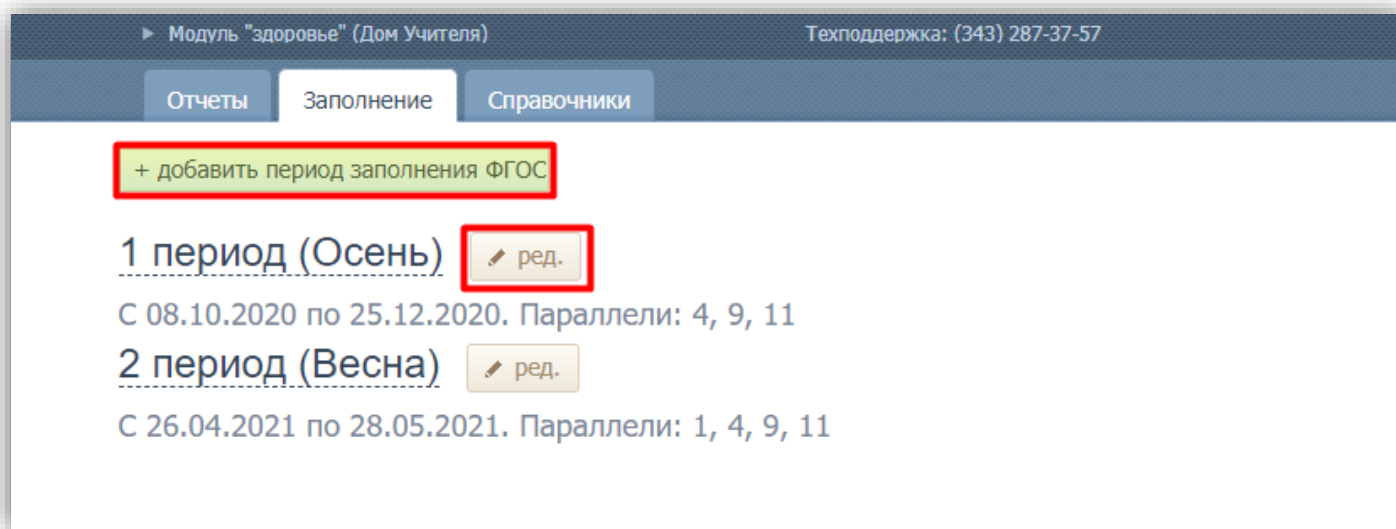 Модуль "здоровье" (Дом Учителя) Техподдержка: (343) 287-37-57
Отчеты Заполнение Справочники
+ добавить период заполнения ФГОС
1 период (Осень) ред.
С 08.10.2020 по 25.12.2020. Параллели: 4, 9, 11
2 период (Весна) ред.
С 26.04.2021 по 28.05.2021. Параллели: 1, 4, 9, 11